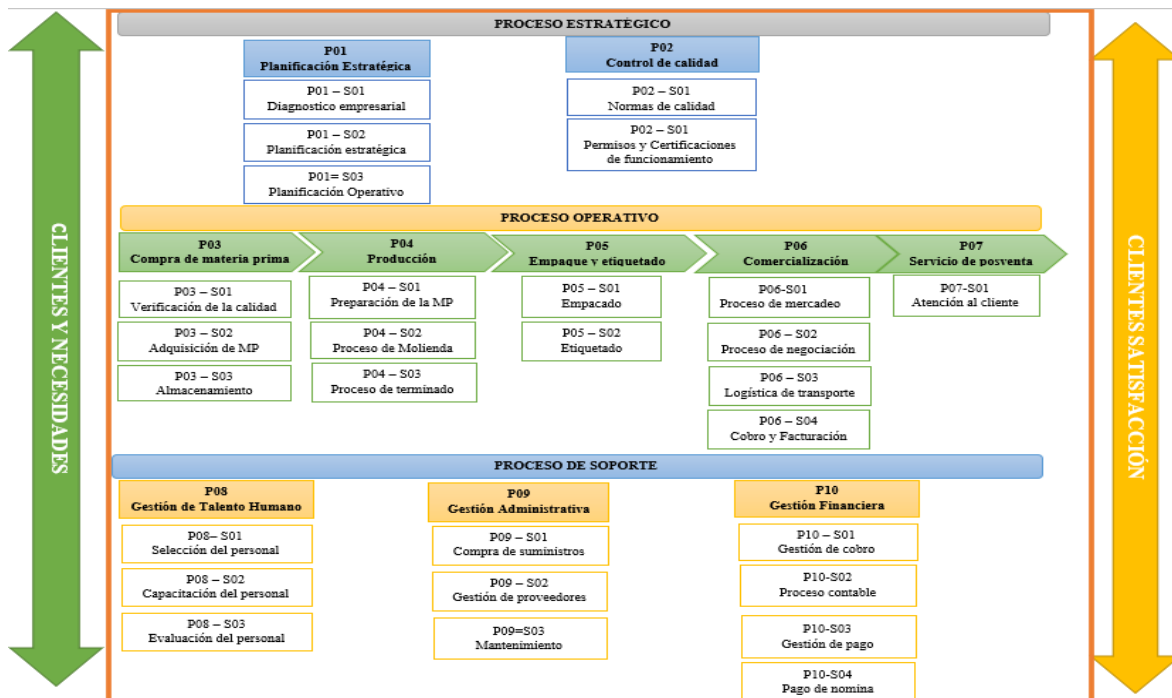 PROCESO ESTRATÉGICO
P01
Planificación Estratégica
P01 – S01
Diagnostico empresarial
P01 – S02
Planificación estratégica
P01= S03
Planificación Operativo
P02
Control de calidad
P02 – S01
Normas de calidad
P02 – S01
Permisos y Certificaciones
de funcionamiento
CLIENTES Y NECESIDADES
PROCESO OPERATIVO
P03
Compra de materia prima
P03 – S01
Verificación de la calidad
P03 – S02
Adquisición de MP
P03 – S03
Almacenamiento
P04
Producción
P04 – S01
Preparación de la MP
P04 – S02
Proceso de Molienda
P04 – S03
Proceso de terminado
P05
Empaque y etiquetado
P05 – S01
Empacado
P05 – S02
Etiquetado
P06
Comercialización
P06-S01
Proceso de mercadeo
P06 – S02
Proceso de negociación
P06 – S03
Logística de transporte
P06 – S04
Cobro y Facturación
P07
Servicio de posventa
P07-S01
Atención al cliente
CLIENTES SATISFACCIÓN
PROCESO DE SOPORTE
P08
Gestión de Talento Humano
P08– S01
Selección del personal
P08 – S02
Capacitación del personal
P08 – S03
Evaluación del personal
P09
Gestión Administrativa
P09 – S01
Compra de suministros
P09 – S02
Gestión de proveedores
P09=S03
Mantenimiento
P10
Gestión Financiera
P10 – S01
Gestión de cobro
P10-S02
Proceso contable
P10-S03
Gestión de pago
P10-S04
Pago de nomina